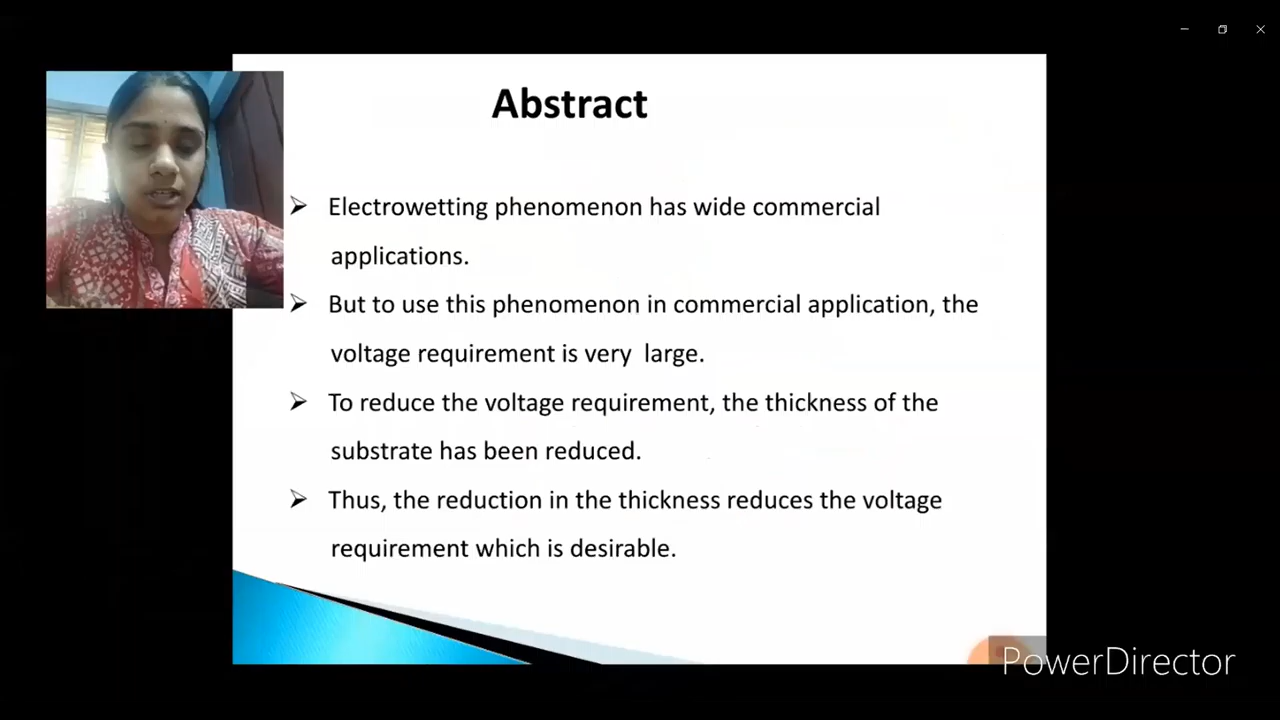 Abstract
➢ Electrowetting phenomenon has wide commercial
applications.
➢ But to use this phenomenon in commercial application, the
voltage requirement is very large.
➢ To reduce the voltage requirement, the thickness of the
substrate has been reduced.
➢ Thus, the reduction in the thickness reduces the voltage
requirement which is desirable.
PowerDirector